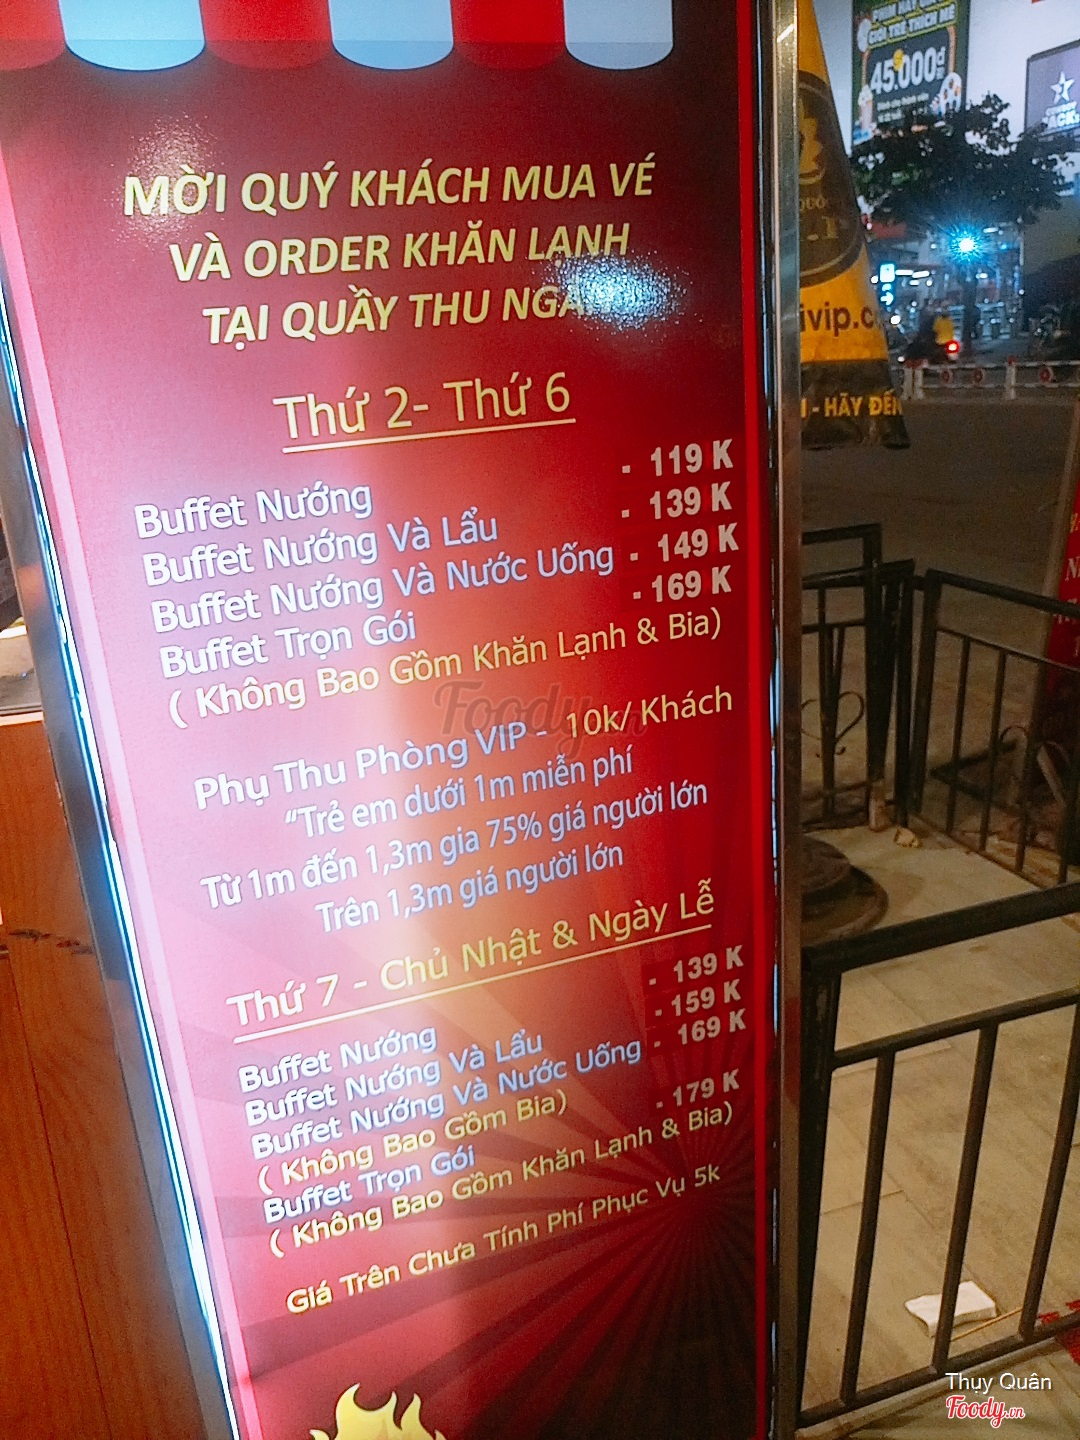 MỜI QUÝ KHÁCH MUA VÉ
VÀ ORDER KHĂN LẠNH
TẠI QUẦY THU NGÂN
Thứ 2- Thứ 6
Buffet Nướng - 119 K
Buffet Nướng Và Lẩu - 139 K
Buffet Nướng Và Nước Uống - 149 K
Buffet Trọn Gói - 169 K
( Không Bao Gồm Khăn Lạnh & Bia)
Phụ Thu Phòng VIP - 10k/ Khách
“Trẻ em dưới 1m miễn phí
Từ 1m đến 1,3m gia 75% giá người lớn
Trên 1,3m giá người lớn
Thứ 7 - Chủ Nhật & Ngày Lễ
Buffet Nướng - 139 K
Buffet Nướng Và Lẩu - 159 K
Buffet Nướng Và Nước Uống - 169 K
( Không Bao Gồm Bia)
Buffet Trọn Gói - 179 K
( Không Bao Gồm Khăn Lạnh & Bia)
Giá Trên Chưa Tính Phí Phục Vụ 5k
45.000đ
ivip.c
- HÃY ĐẾN
Foody.vn
Thụy Quân
Foody.vn